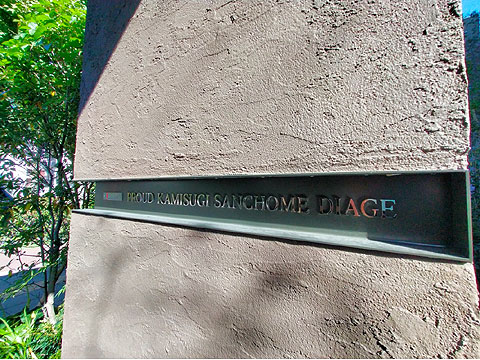 PROUD KAMISUGI SANCHOME DIAGE